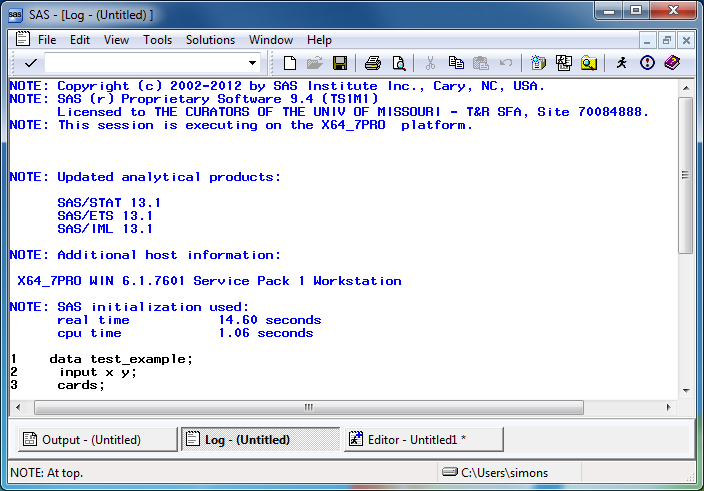 sas SAS - [Log - (Untitled) ]
File Edit View Tools Solutions Window Help
NOTE: Copyright (c) 2002-2012 by SAS Institute Inc., Cary, NC, USA.
NOTE: SAS (r) Proprietary Software 9.4 (TS1M1)
Licensed to THE CURATORS OF THE UNIV OF MISSOURI - T&R SFA, Site 70084888.
NOTE: This session is executing on the X64_7PRO  platform.
NOTE: Updated analytical products:
SAS/STAT 13.1
SAS/ETS 13.1
SAS/IML 13.1
NOTE: Additional host information:
X64_7PRO WIN 6.1.7601 Service Pack 1 Workstation
NOTE: SAS initialization used:
real time           14.60 seconds
cpu time            1.06 seconds
1    data test_example;
2     input x y;
3     cards;
Output - (Untitled) Log - (Untitled) Editor - Untitled1 *
NOTE: At top. C:\Users\simons